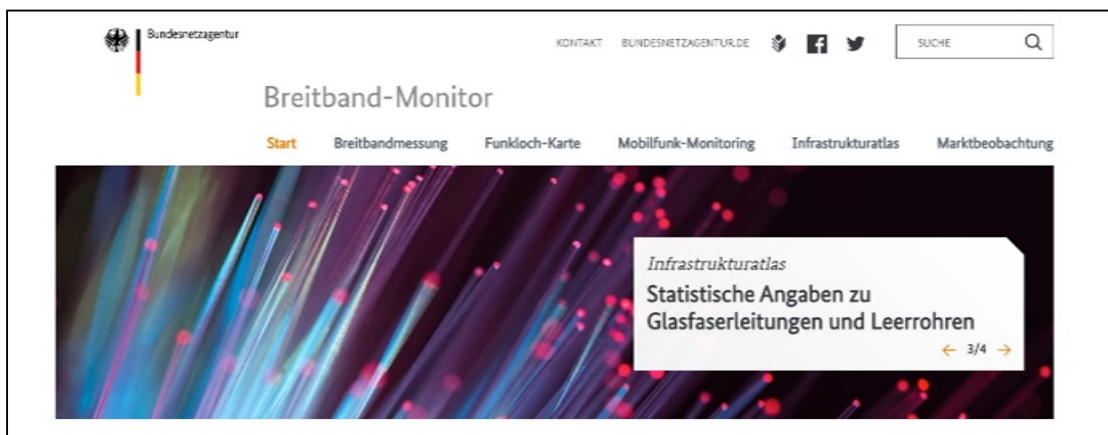 Bundesnetzagentur
KONTAKT BUNDESNETZAGENTUR.DE SUCHE
Breitband-Monitor
Start Breitbandmessung Funkloch-Karte Mobilfunk-Monitoring Infrastrukturatlas Marktbeobachtung
Infrastrukturatlas
Statistische Angaben zu
Glasfaserleitungen und Leerrohren
← 3/4 →